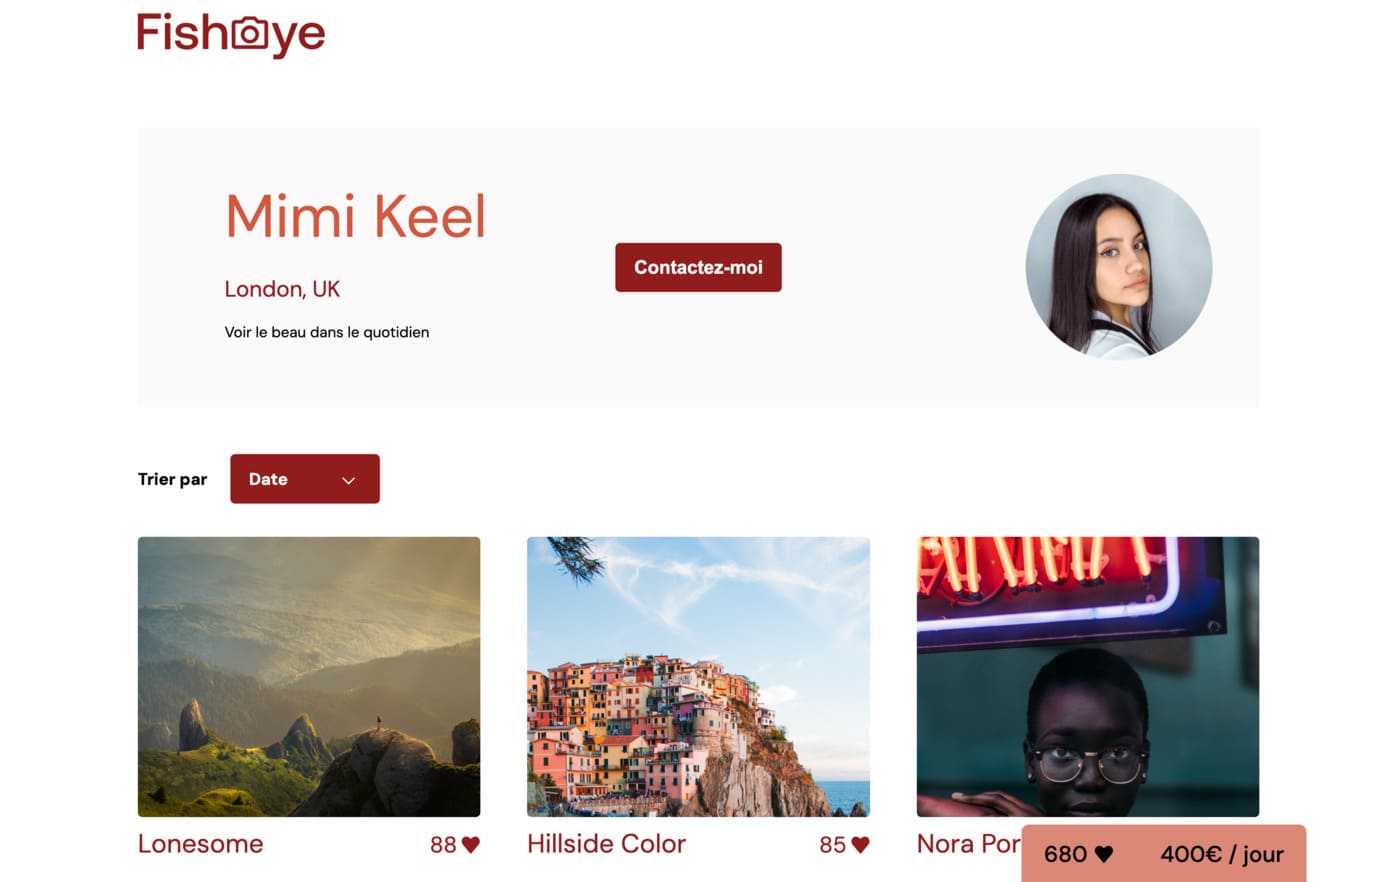 Fisheye
Mimi Keel
London, UK
Voir le beau dans le quotidien
Contactez-moi
Trier par
Date
Lonesome
88
Hillside Color
85
Nora Por
680
400€ / jour